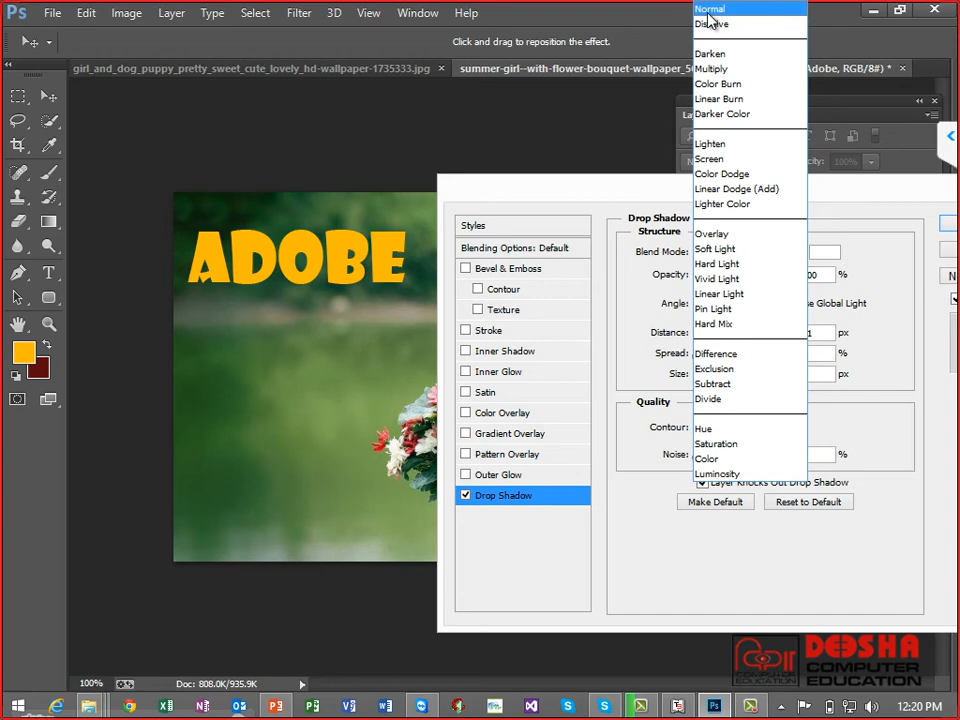 Ps File Edit Image Layer Type Select Filter 3D View Window Help
Click and drag to reposition the effect.
girl_and_dog_puppy_pretty_sweet_cute_lovely_hd-wallpaper-1735333.jpg ×
summer-girl--with-flower-bouquet-wallpaper_5
Adobe, RGB/8#) * ×
Normal
Darken
Multiply
Color Burn
Linear Burn
Darker Color
Lighten
Screen
Color Dodge
Linear Dodge (Add)
Lighter Color
Overlay
Soft Light
Hard Light
Vivid Light
Linear Light
Pin Light
Hard Mix
Difference
Exclusion
Subtract
Divide
Hue
Saturation
Color
Luminosity
100%
ADOBE
Styles
Blending Options: Default
Bevel & Emboss
Contour
Texture
Stroke
Inner Shadow
Inner Glow
Satin
Color Overlay
Gradient Overlay
Pattern Overlay
Outer Glow
Drop Shadow
Drop Shadow
Structure
Blend Mode:
Opacity: 00 %
Angle: se Global Light
Distance: 1 px
Spread: %
Size: px
Quality
Contour:
Noise: %
Layer Knocks Out Drop Shadow
Make Default Reset to Default
DEOSHA
COMPUTER
EDUCATION
100% Doc: 808.0K/935.9K
12:20 PM